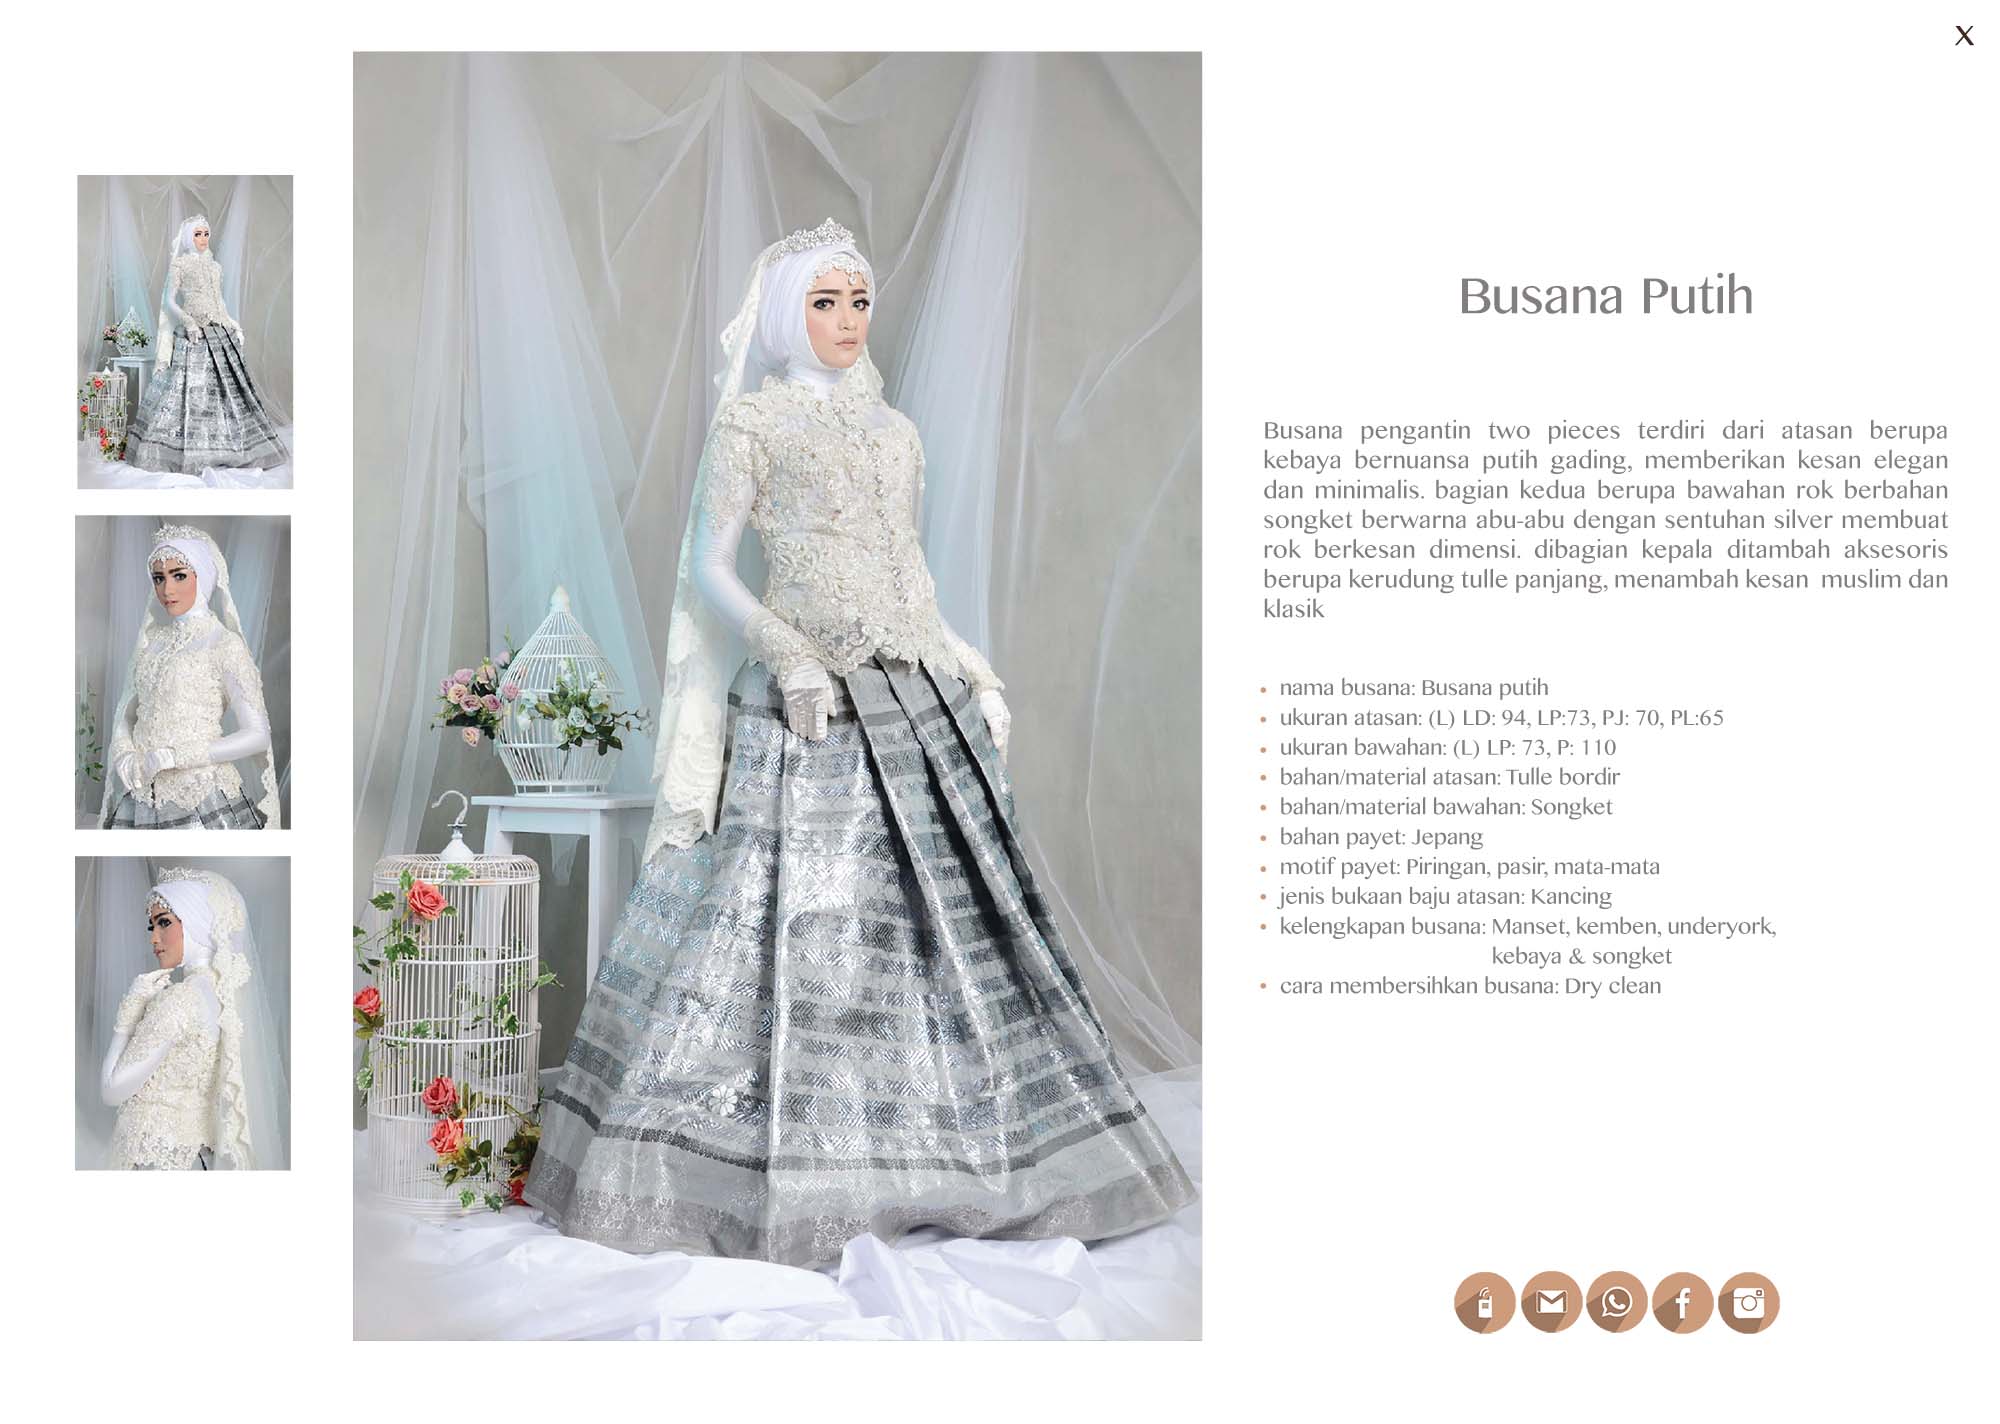 X
Busana Putih
Busana pengantin two pieces terdiri dari atasan berupa
kebaya bernuansa putih gading, memberikan kesan elegan
dan minimalis. bagian kedua berupa bawahan rok berbahan
songket berwarna abu-abu dengan sentuhan silver membuat
rok berkesan dimensi. dibagian kepala ditambah aksesoris
berupa kerudung tulle panjang, menambah kesan muslim dan
klasik
• nama busana: Busana putih
• ukuran atasan: (L) LD: 94, LP:73, PJ: 70, PL:65
• ukuran bawahan: (L) LP: 73, P: 110
• bahan/material atasan: Tulle bordir
• bahan/material bawahan: Songket
• bahan payet: Jepang
• motif payet: Piringan, pasir, mata-mata
• jenis bukaan baju atasan: Kancing
• kelengkapan busana: Manset, kemben, underyork,
kebaya & songket
• cara membersihkan busana: Dry clean